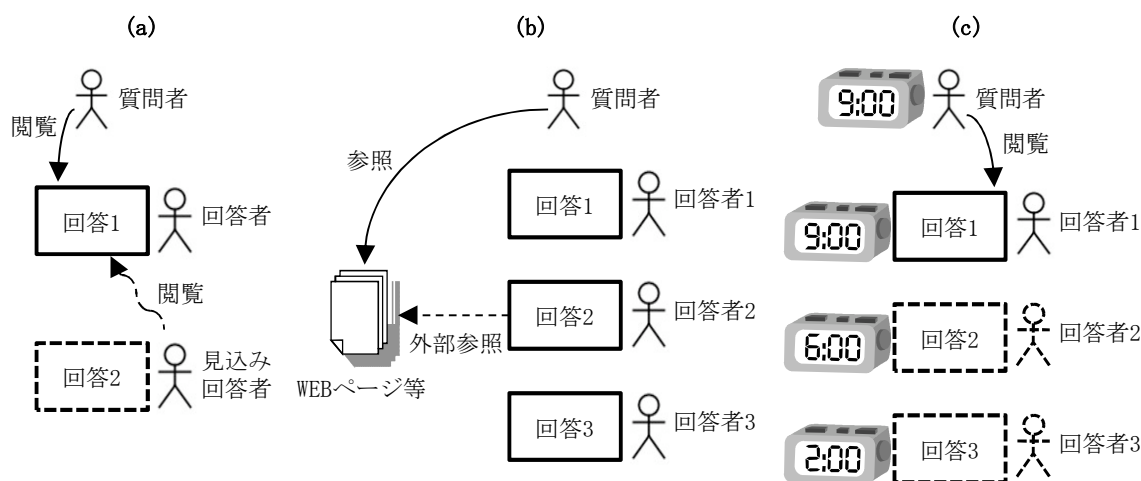 (a)
質問者
閲覧
回答1
回答者
閲覧
回答2
見込み
回答者
(b)
質問者
参照
回答1
回答者1
回答2
回答者2
外部参照
WEBページ等
回答3
回答者3
(c)
9:00
質問者
閲覧
9:00
回答1
回答者1
6:00
回答2
回答者2
2:00
回答3
回答者3